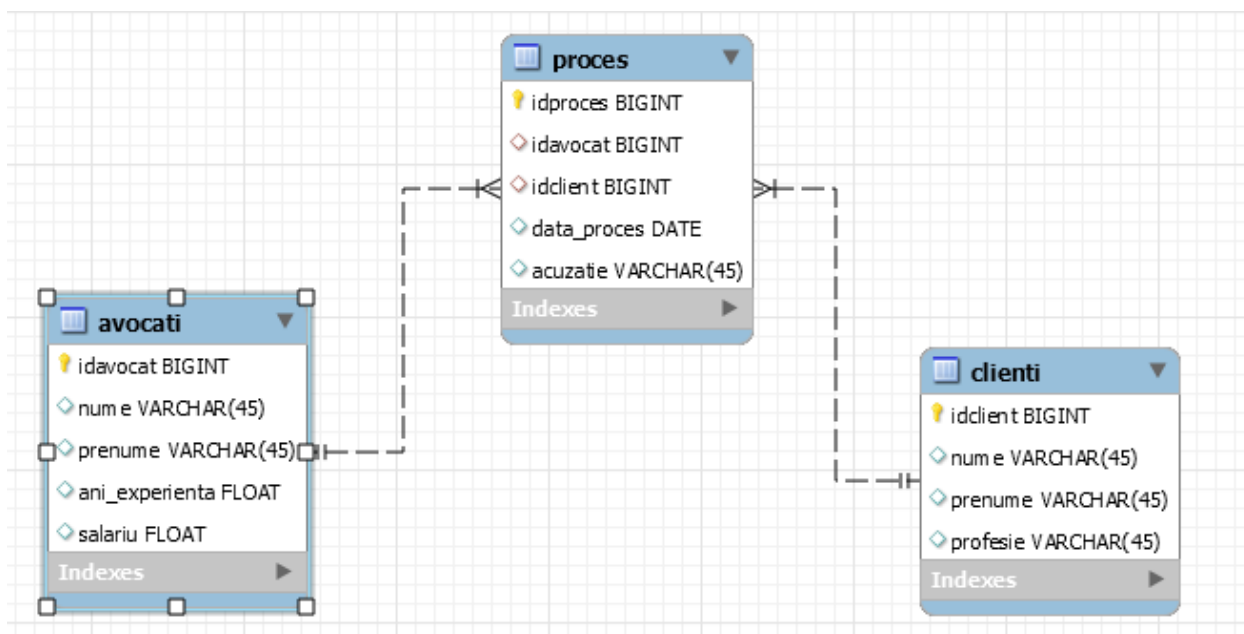 proces
idproces BIGINT
idavocat BIGINT
idclient BIGINT
data_proces DATE
acuzatie VARCHAR(45)
Indexes
avocati
idavocat BIGINT
nume VARCHAR(45)
prenume VARCHAR(45)
ani_experienta FLOAT
salariu FLOAT
Indexes
clienti
idclient BIGINT
nume VARCHAR(45)
prenume VARCHAR(45)
profesie VARCHAR(45)
Indexes